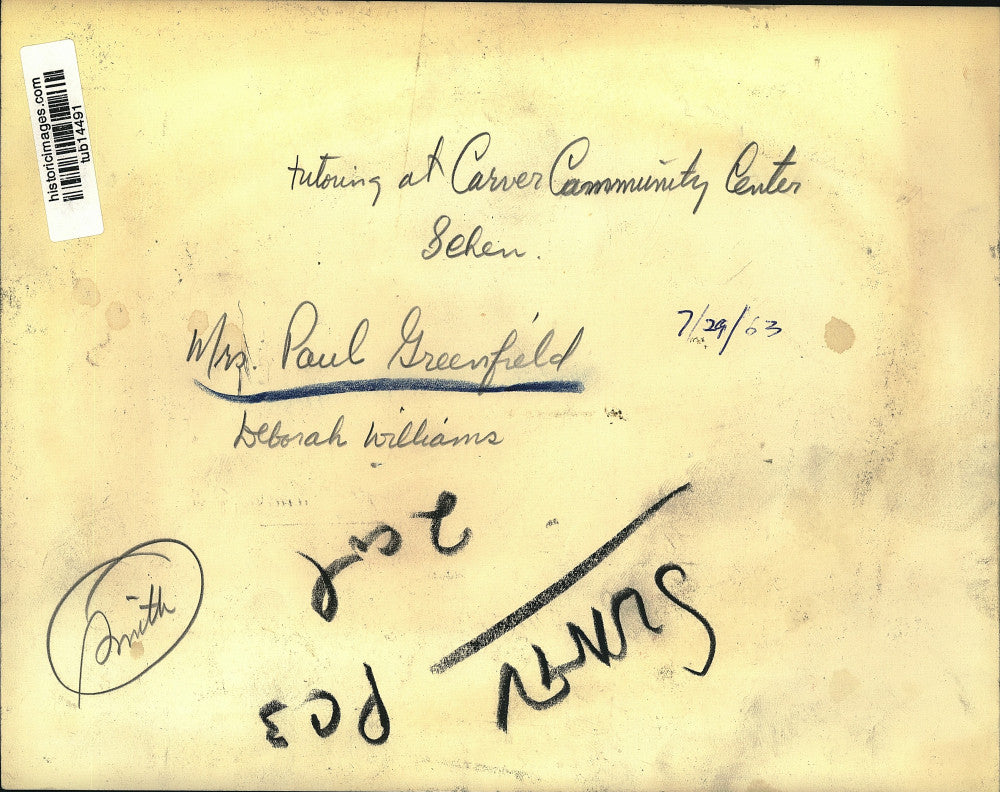 historicimages.com
tub14491
tutoring at Carver Community Center
Schen.
Mrs. Paul Greenfield
7/29/63
Deborah Williams
Smith
Sunday